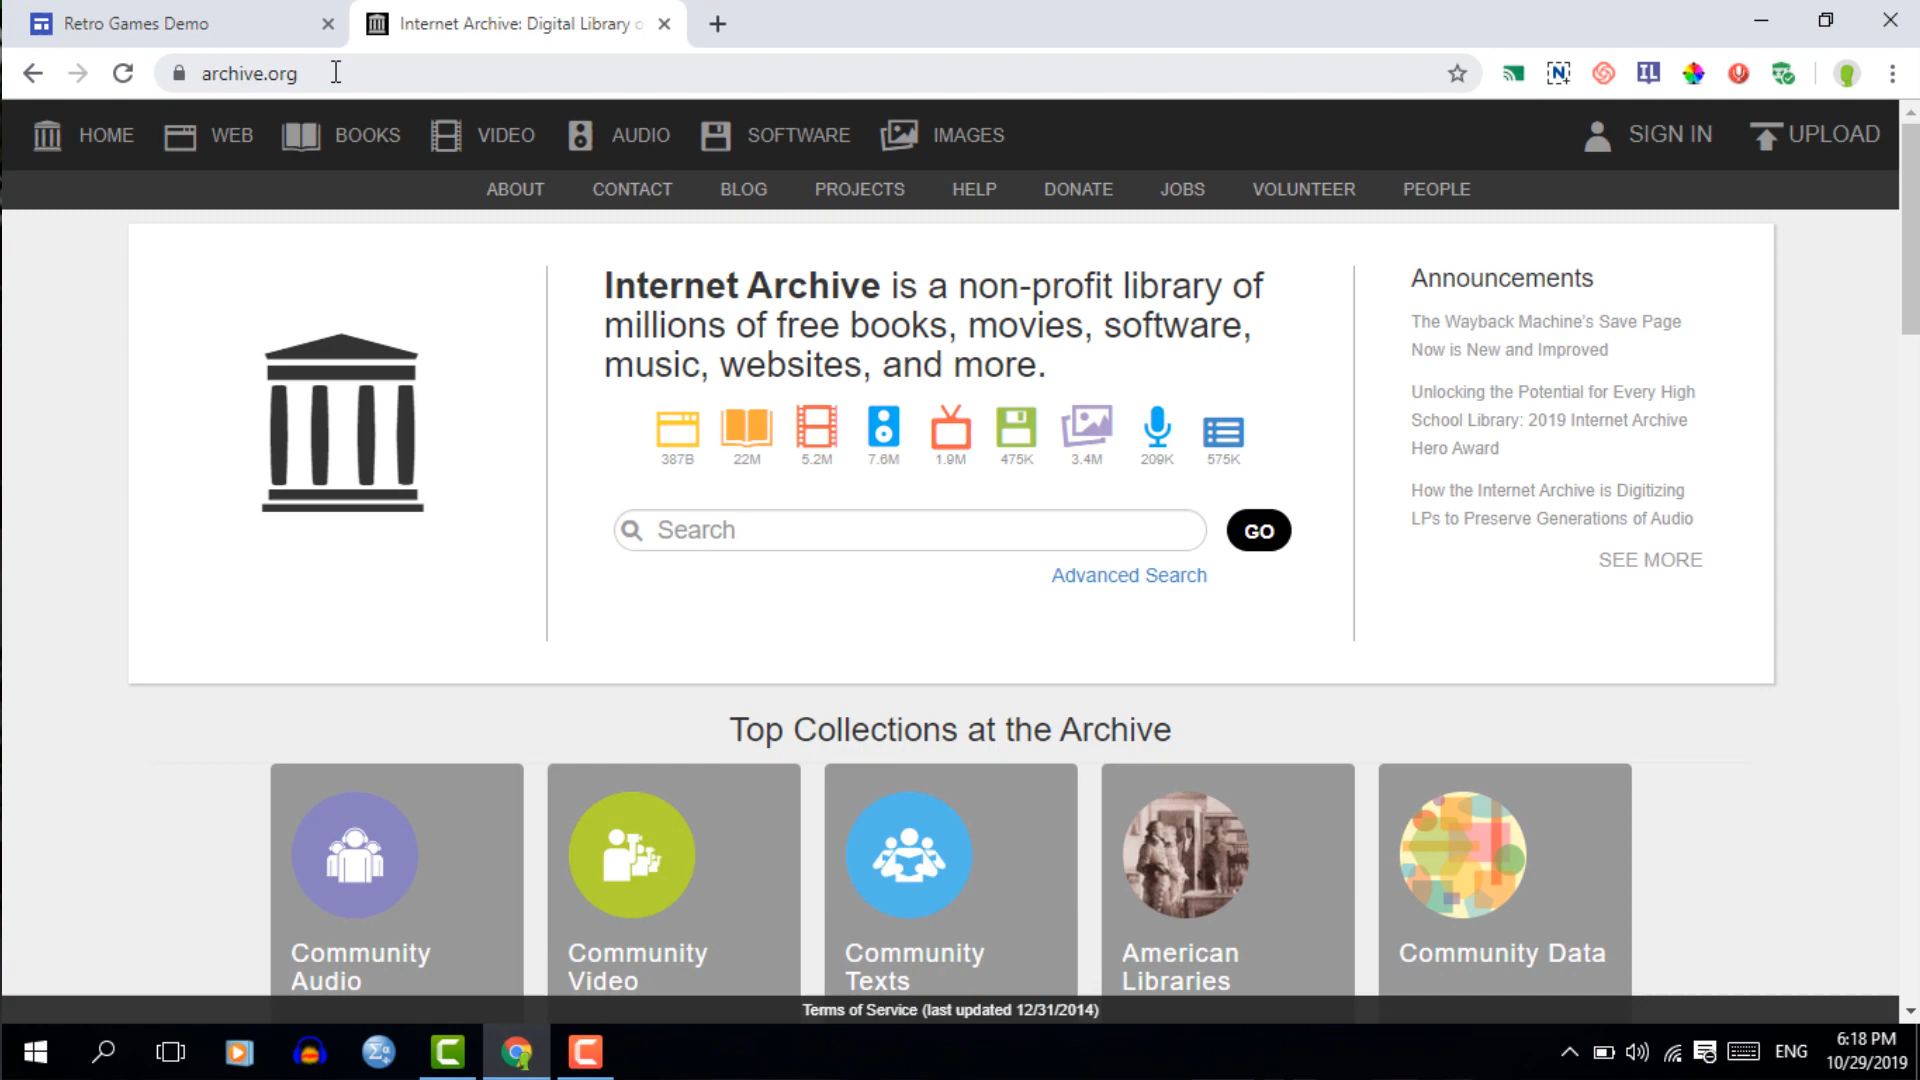 Retro Games Demo
Internet Archive: Digital Library o
archive.org
HOME WEB BOOKS VIDEO AUDIO SOFTWARE IMAGES SIGN IN UPLOAD
ABOUT CONTACT BLOG PROJECTS HELP DONATE JOBS VOLUNTEER PEOPLE
Internet Archive is a non-profit library of
millions of free books, movies, software,
music, websites, and more.
387B 22M 5.2M 7.6M 1.9M 475K 3.4M 209K 575K
Search
GO
Advanced Search
Announcements
The Wayback Machine's Save Page
Now is New and Improved
Unlocking the Potential for Every High
School Library: 2019 Internet Archive
Hero Award
How the Internet Archive is Digitizing
LPs to Preserve Generations of Audio
SEE MORE
Top Collections at the Archive
Community
Audio
Community
Video
Community
Texts
American
Libraries
Community Data
Terms of Service (last updated 12/31/2014)
ENG
6:18 PM
10/29/2019